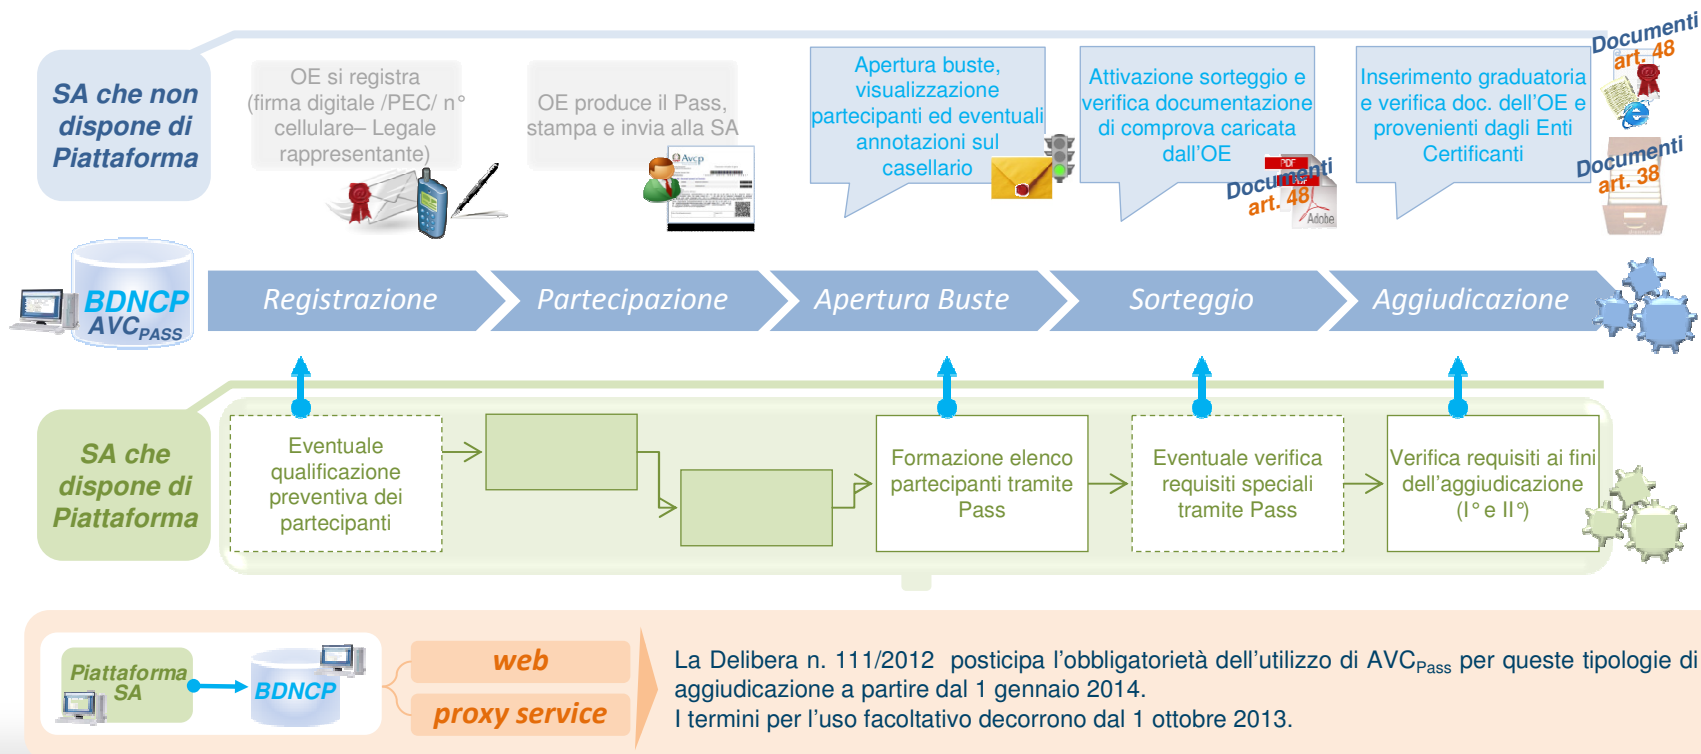 SA che non
dispone di
Piattaforma
OE si registra
(firma digitale /PEC/ n°
cellulare– Legale
rappresentante)
OE produce il Pass,
stampa e invia alla SA
Avcp
Apertura buste,
visualizzazione
partecipanti ed eventuali
annotazioni sul
casellario
Attivazione sorteggio e
verifica documentazione
di comprova caricata
dall'OE
PDF
Documenti
art. 48
Adobe
Inserimento graduatoria
e verifica doc. dell'OE e
provenienti dagli Enti
Certificanti
Documenti
art. 48
Documenti
art. 38
BDNCP
AVCPASS
Registrazione
Partecipazione
Apertura Buste
Sorteggio
Aggiudicazione
SA che
dispone di
Piattaforma
Eventuale
qualificazione
preventiva dei
partecipanti
Formazione elenco
partecipanti tramite
Pass
Eventuale verifica
requisiti speciali
tramite Pass
Verifica requisiti ai fini
dell'aggiudicazione
(I° e II°)
Piattaforma
SA
BDNCP
web
proxy service
La Delibera n. 111/2012 posticipa l'obbligatorietà dell'utilizzo di AVCPass per queste tipologie di
aggiudicazione a partire dal 1 gennaio 2014.
I termini per l'uso facoltativo decorrono dal 1 ottobre 2013.